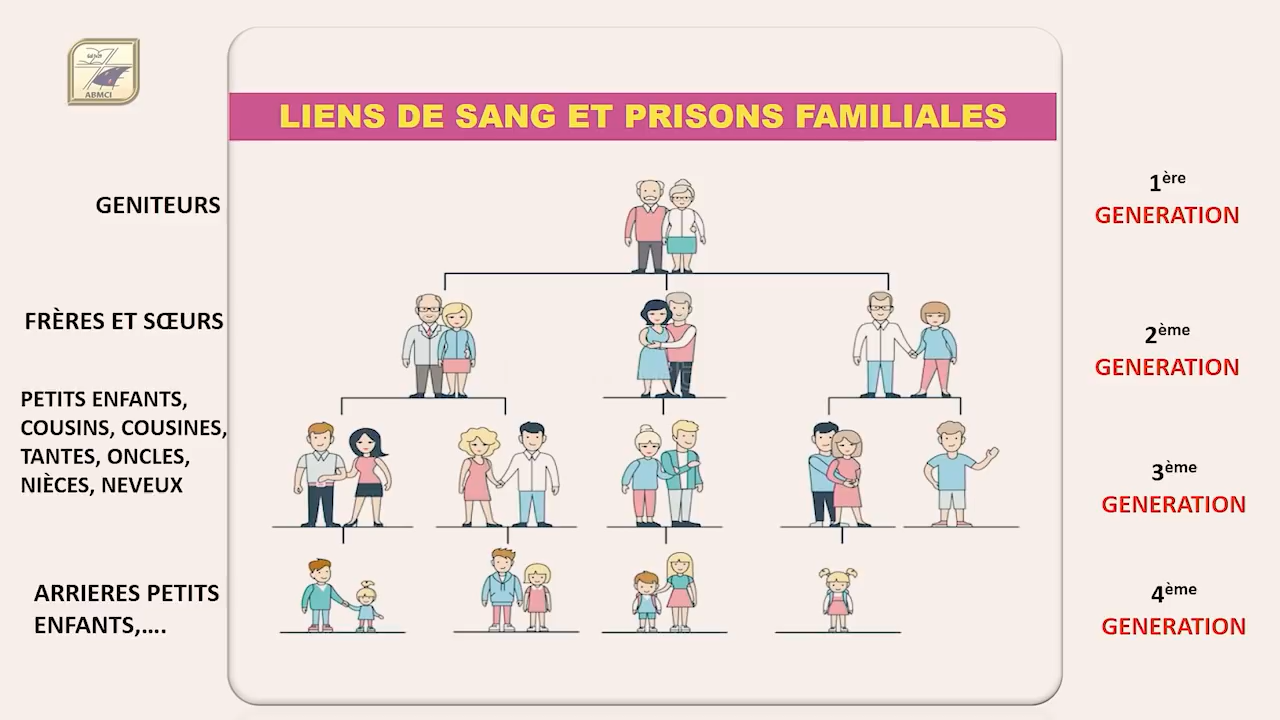 ABMCI
LIENS DE SANG ET PRISONS FAMILIALES
GENITEURS
1ère
GENERATION
FRÈRES ET SŒURS
2ème
GENERATION
PETITS ENFANTS,
COUSINS, COUSINES,
TANTES, ONCLES,
NIÈCES, NEVEUX
3ème
GENERATION
ARRIERES PETITS
ENFANTS,....
4ème
GENERATION